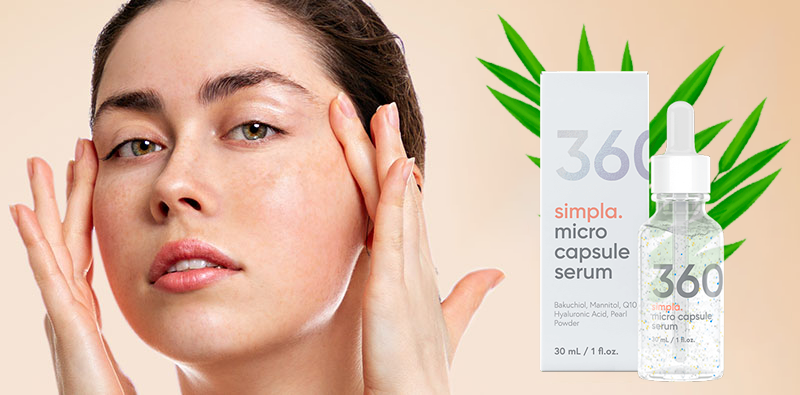 360
simpla.
micro
capsule
serum
Bakuchiol, Mannitol, Q10
Hyaluronic Acid, Pearl
Powder
30 mL / 1 fl.oz.
360
simpla.
micro capsule
serum
30 mL / 1 fl.oz.